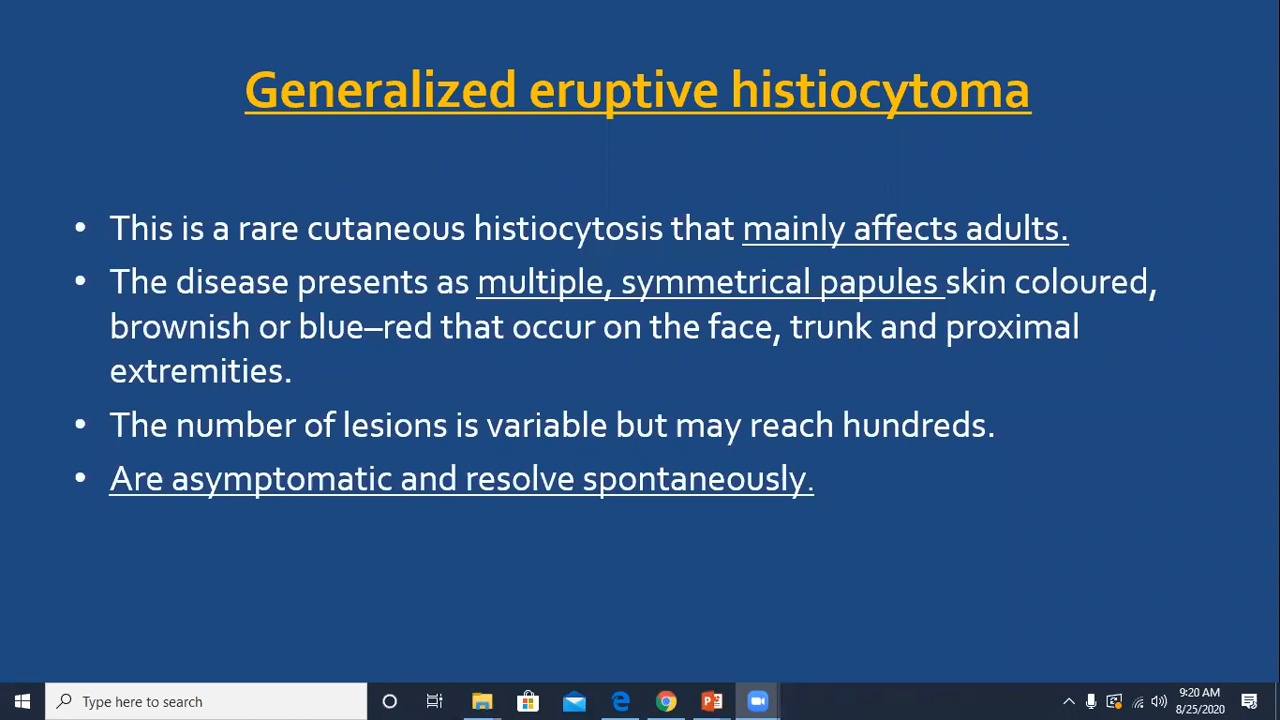 Generalized eruptive histiocytoma
• This is a rare cutaneous histiocytosis that mainly affects adults.
• The disease presents as multiple, symmetrical papules skin coloured,
brownish or blue–red that occur on the face, trunk and proximal
extremities.
• The number of lesions is variable but may reach hundreds.
• Are asymptomatic and resolve spontaneously.
Type here to search
9:20 AM
8/25/2020